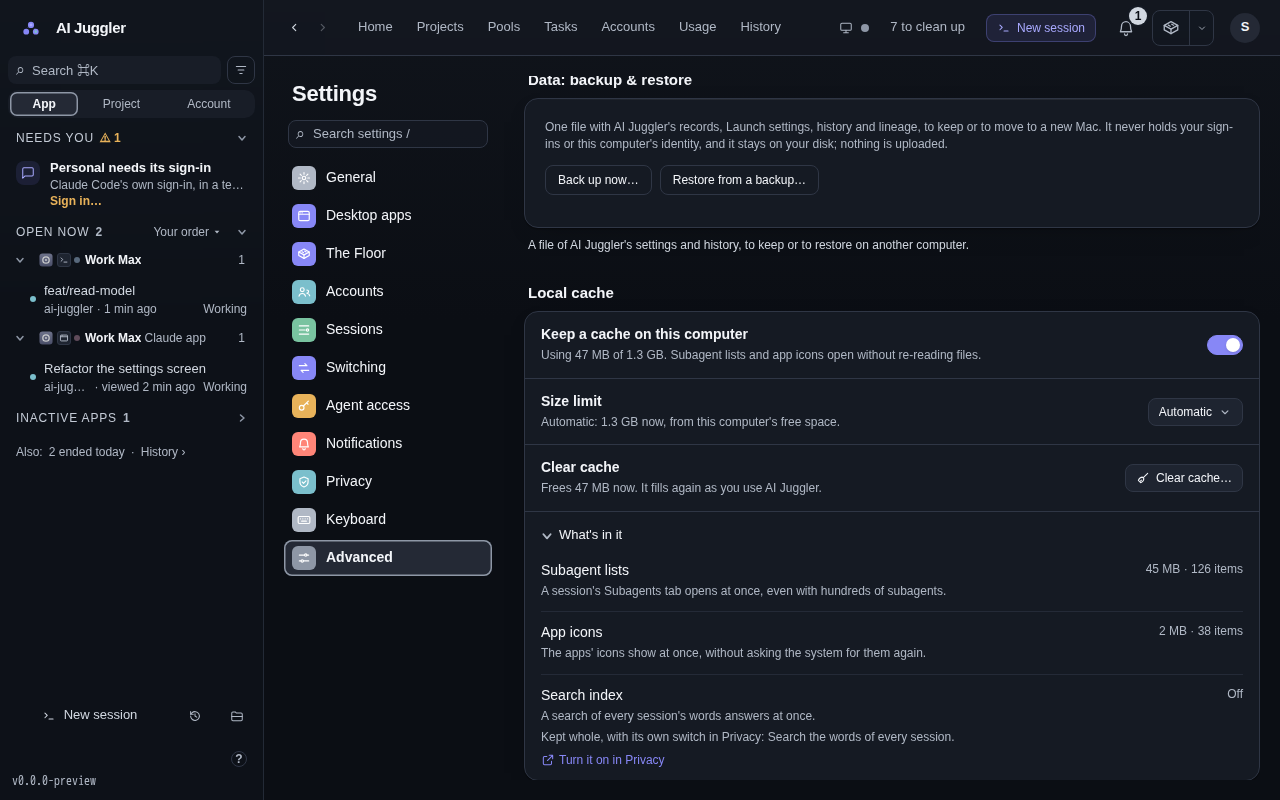 AI Juggler
Search ⌘K
App
Project
Account
NEEDS YOU
1
Personal needs its sign-in
Claude Code's own sign-in, in a te…
Sign in…
OPEN NOW 2
Your order
Work Max
1
feat/read-model
ai-juggler · 1 min ago
Working
Work Max Claude app
1
Refactor the settings screen
ai-jug… · viewed 2 min ago
Working
INACTIVE APPS 1
Also: 2 ended today · History ›
New session
?
v0.0.0-preview
Home
Projects
Pools
Tasks
Accounts
Usage
History
7 to clean up
New session
1
S
Settings
Search settings /
General
Desktop apps
The Floor
Accounts
Sessions
Switching
Agent access
Notifications
Privacy
Keyboard
Advanced
Data: backup & restore
One file with AI Juggler's records, Launch settings, history and lineage, to keep or to move to a new Mac. It never holds your sign-
ins or this computer's identity, and it stays on your disk; nothing is uploaded.
Back up now…
Restore from a backup…
A file of AI Juggler's settings and history, to keep or to restore on another computer.
Local cache
Keep a cache on this computer
Using 47 MB of 1.3 GB. Subagent lists and app icons open without re-reading files.
Size limit
Automatic: 1.3 GB now, from this computer's free space.
Automatic
Clear cache
Frees 47 MB now. It fills again as you use AI Juggler.
Clear cache…
What's in it
Subagent lists
45 MB · 126 items
A session's Subagents tab opens at once, even with hundreds of subagents.
App icons
2 MB · 38 items
The apps' icons show at once, without asking the system for them again.
Search index
Off
A search of every session's words answers at once.
Kept whole, with its own switch in Privacy: Search the words of every session.
Turn it on in Privacy